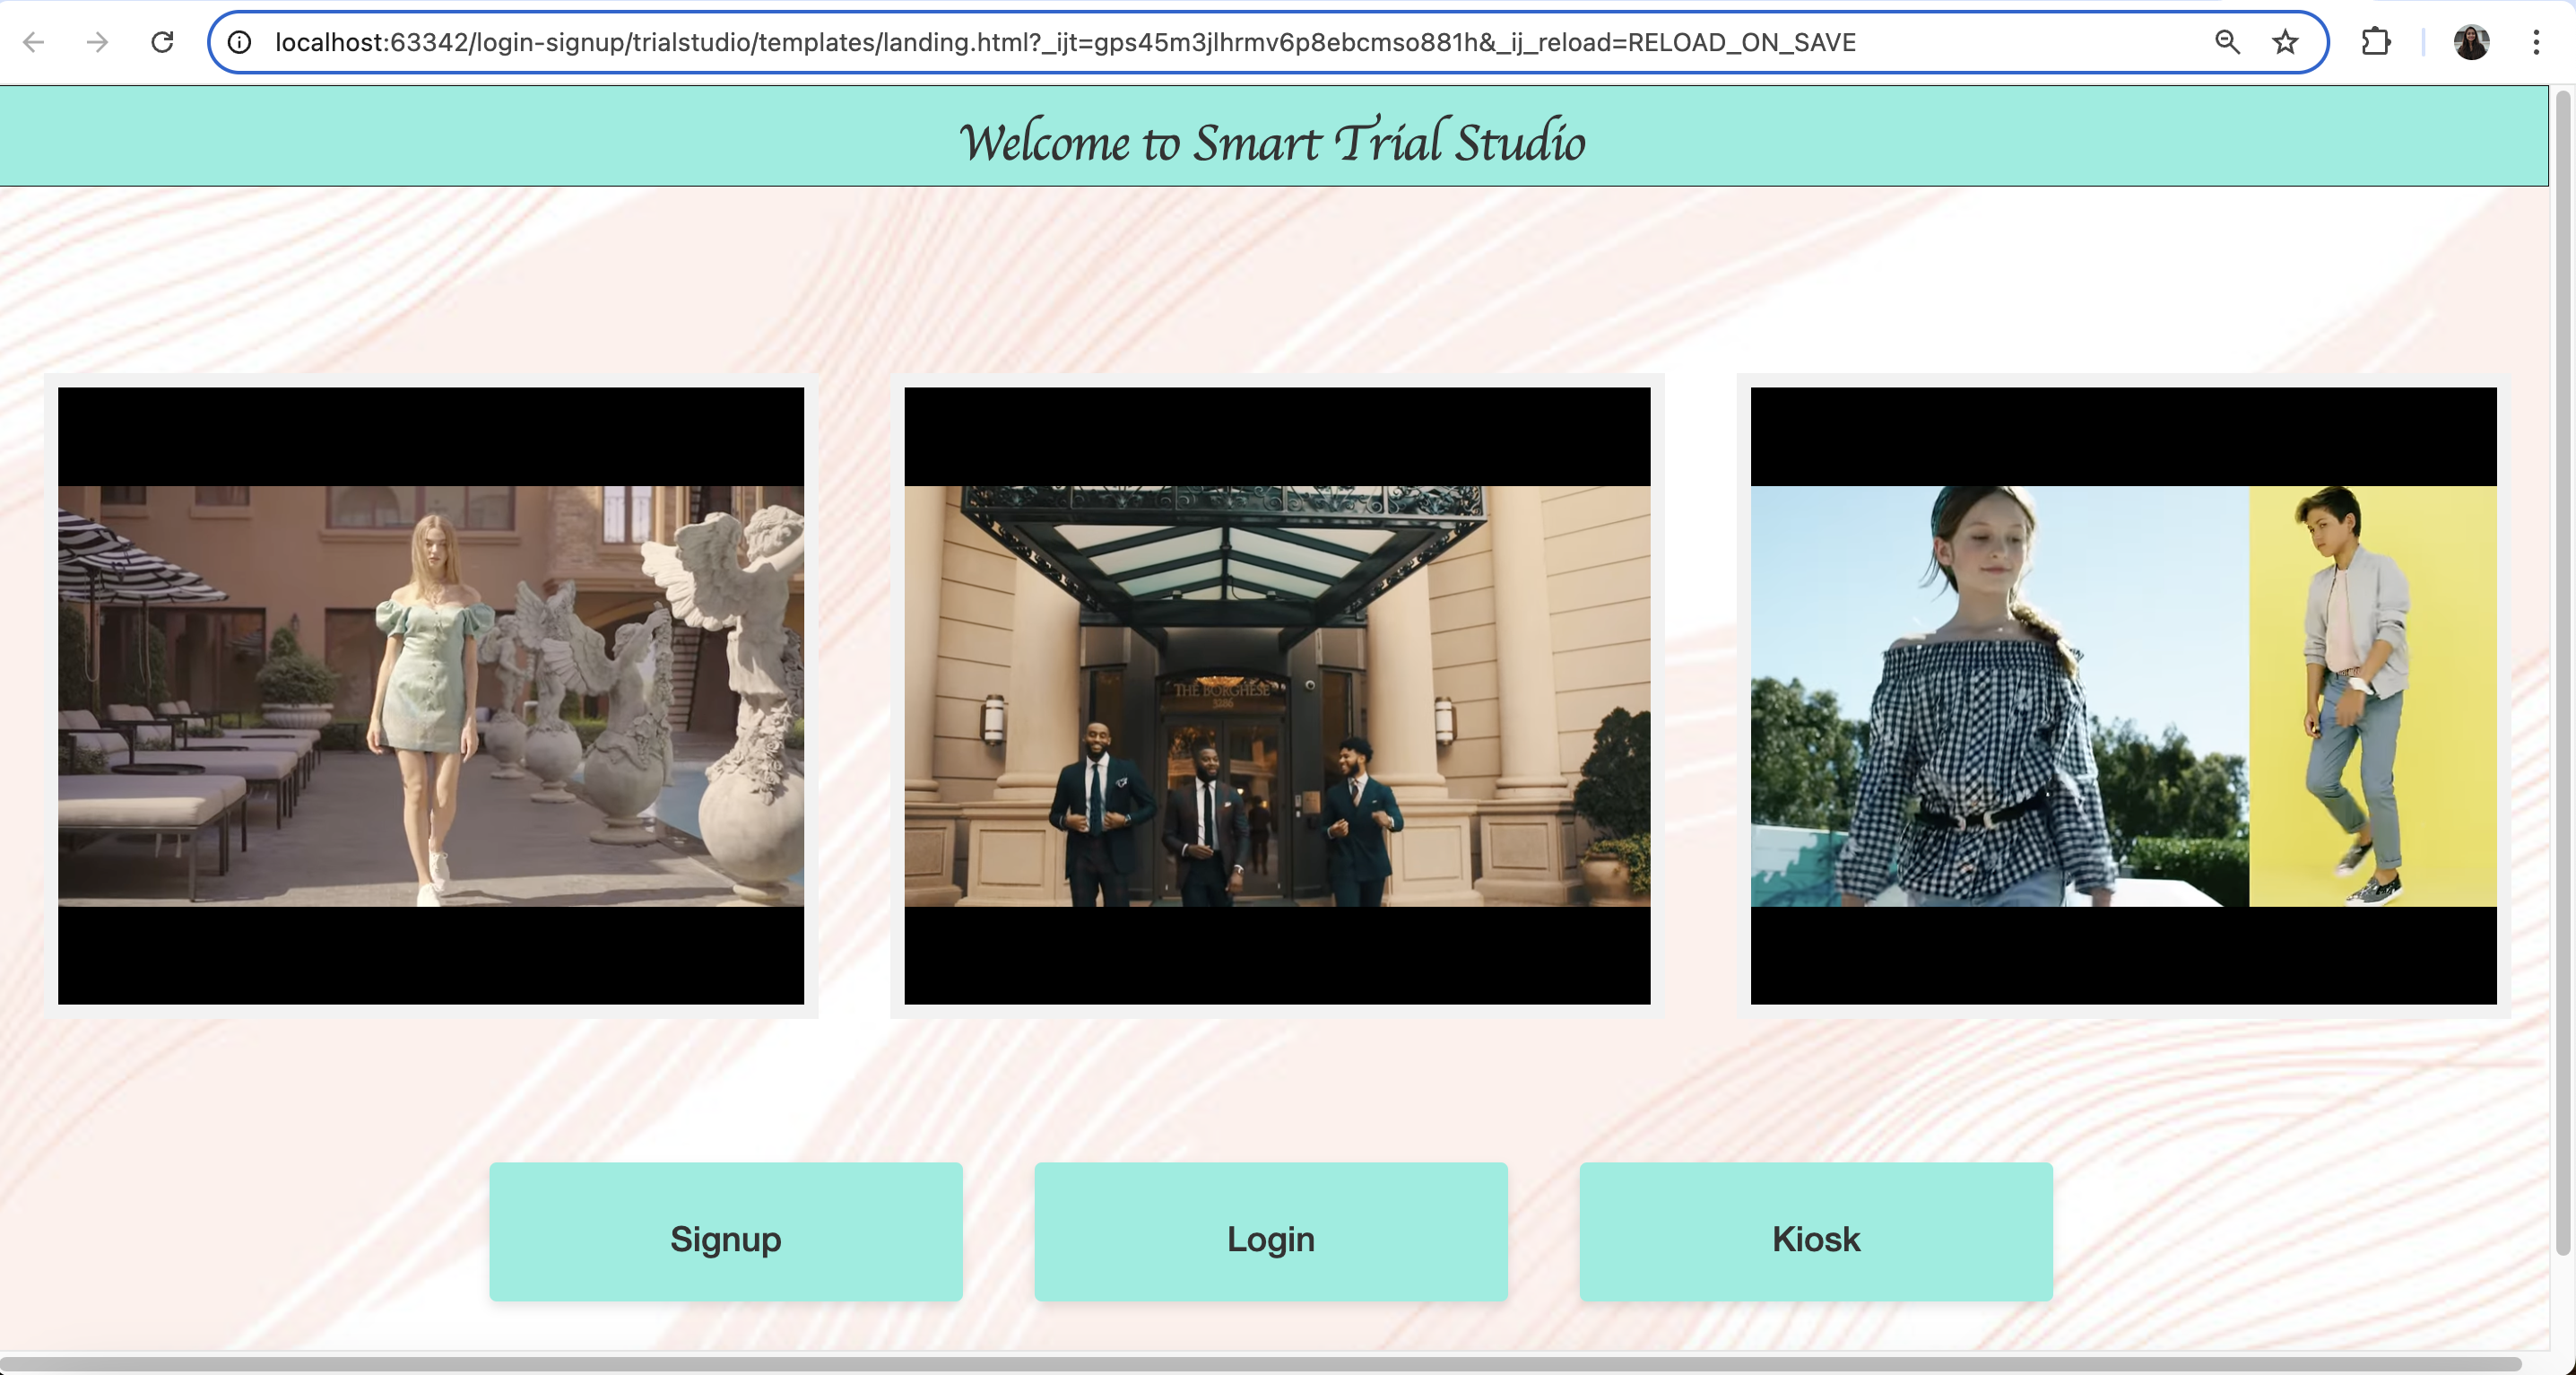 localhost:63342/login-signup/trialstudio/templates/landing.html?_ijt=gps45m3jlhrmv6p8ebcmso881h&_ij_reload=RELOAD_ON_SAVE
Welcome to Smart Trial Studio
THE BORGHESE
3286
Signup
Login
Kiosk